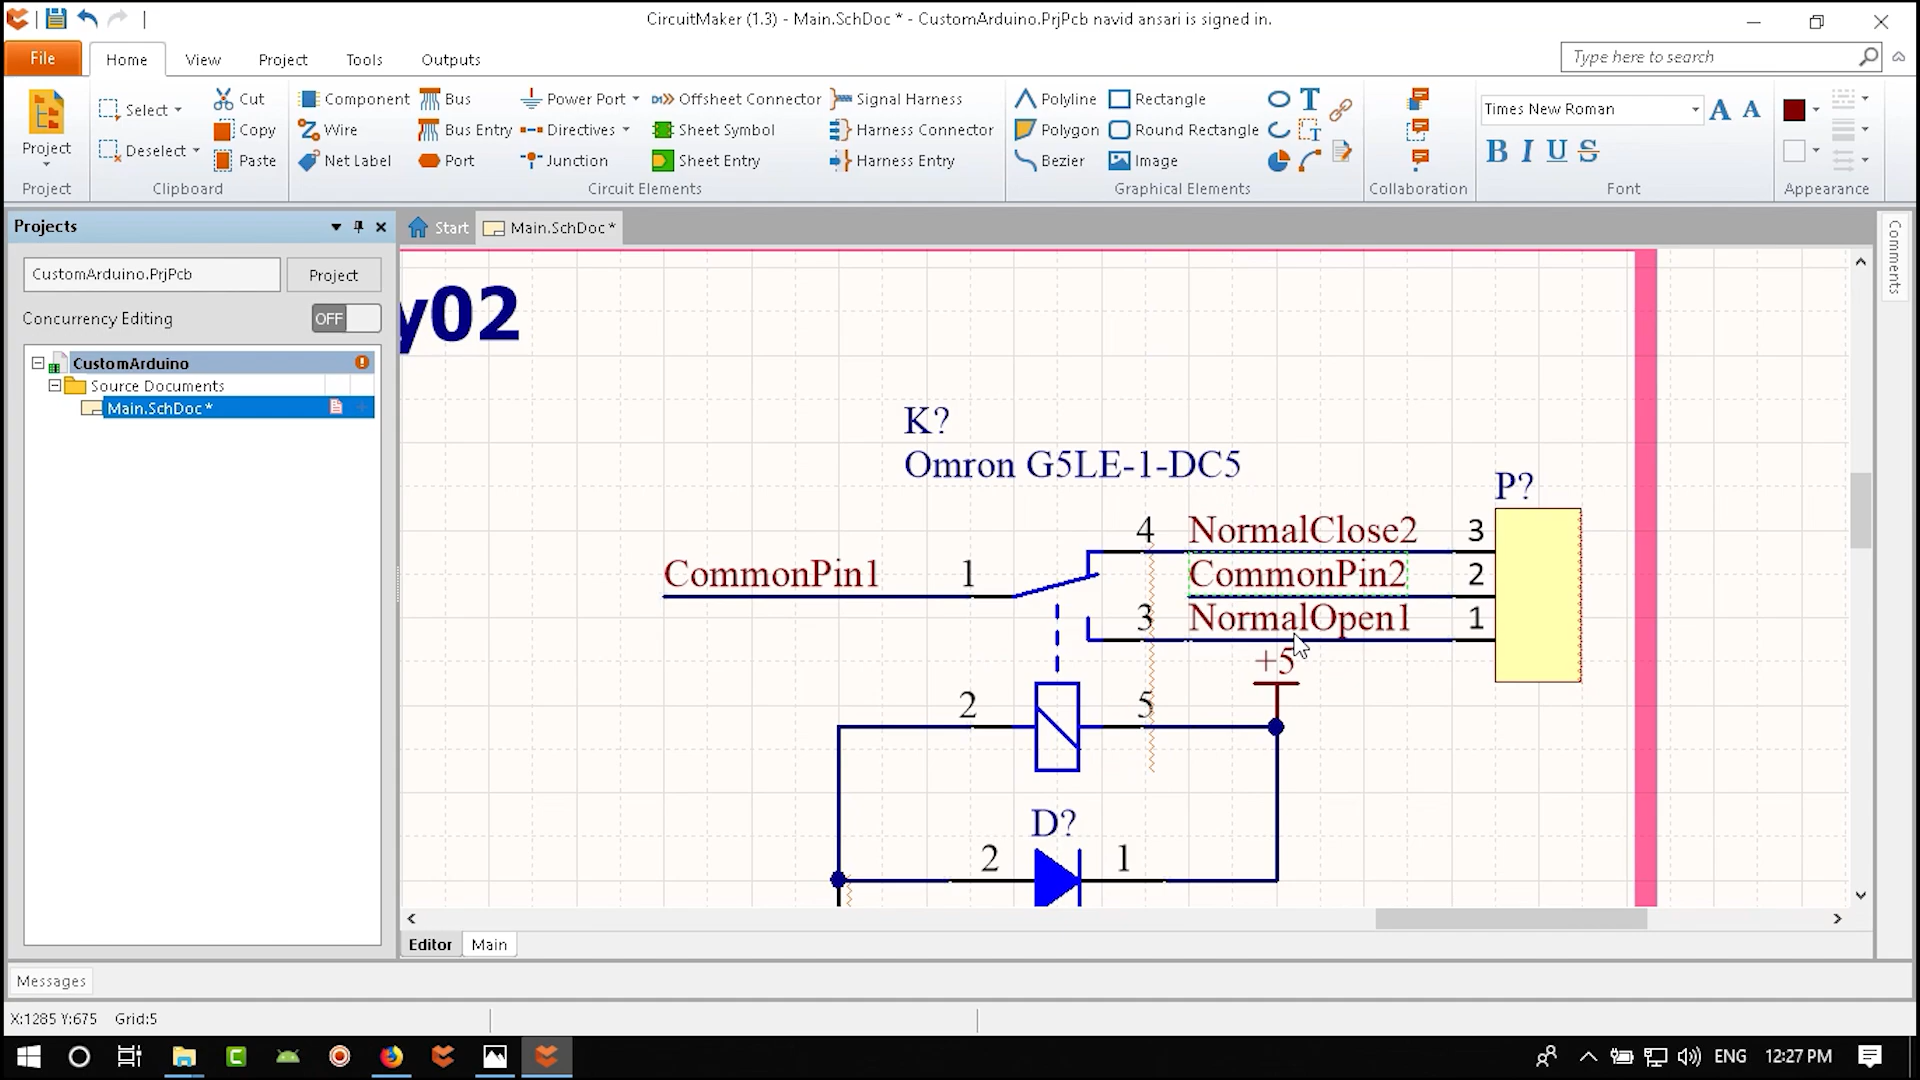 CircuitMaker (1.3) - Main.SchDoc * - CustomArduino.PrjPcb navid ansari is signed in.
File
Home
View
Project
Tools
Outputs
Type here to search
Project
Select
Deselect
Cut
Copy
Paste
Component
Wire
Net Label
Bus
Bus Entry
Port
Power Port
Directives
Junction
Offsheet Connector
Sheet Symbol
Sheet Entry
Signal Harness
Harness Connector
Harness Entry
Polyline
Polygon
Bezier
Rectangle
Round Rectangle
Image
T
T
Times New Roman
A A
B I U S
Project
Clipboard
Circuit Elements
Graphical Elements
Collaboration
Font
Appearance
Projects
Start
Main.SchDoc *
Comments
CustomArduino.PrjPcb
Project
Concurrency Editing
OFF
CustomArduino
Source Documents
Main.SchDoc *
y02
K?
Omron G5LE-1-DC5
P?
4
NormalClose2
3
CommonPin1
1
CommonPin2
2
3
NormalOpen1
1
+5
2
5
D?
2
1
Editor
Main
Messages
X:1285 Y:675 Grid:5
ENG
12:27 PM